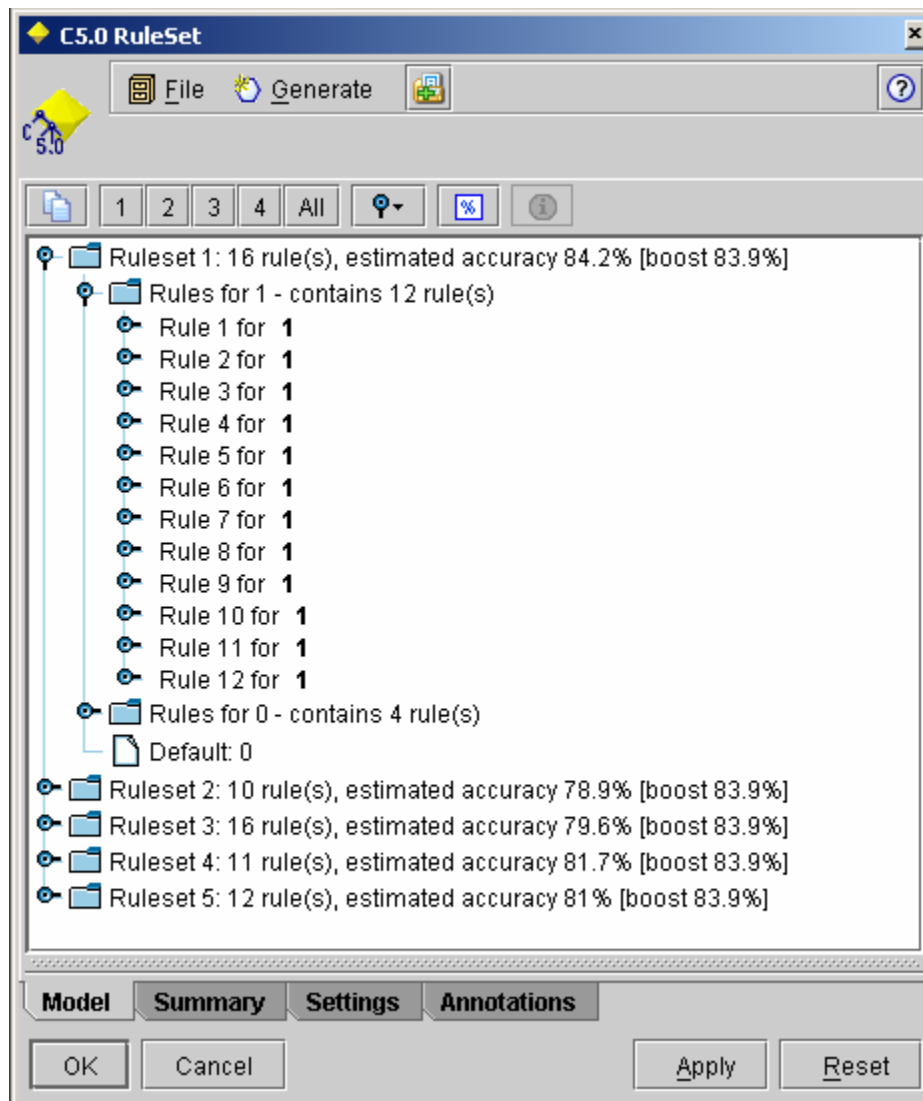 C5.0 RuleSet
File Generate
C 5.0
1 2 3 4 All %
Ruleset 1: 16 rule(s), estimated accuracy 84.2% [boost 83.9%]
Rules for 1 - contains 12 rule(s)
Rule 1 for 1
Rule 2 for 1
Rule 3 for 1
Rule 4 for 1
Rule 5 for 1
Rule 6 for 1
Rule 7 for 1
Rule 8 for 1
Rule 9 for 1
Rule 10 for 1
Rule 11 for 1
Rule 12 for 1
Rules for 0 - contains 4 rule(s)
Default: 0
Ruleset 2: 10 rule(s), estimated accuracy 78.9% [boost 83.9%]
Ruleset 3: 16 rule(s), estimated accuracy 79.6% [boost 83.9%]
Ruleset 4: 11 rule(s), estimated accuracy 81.7% [boost 83.9%]
Ruleset 5: 12 rule(s), estimated accuracy 81% [boost 83.9%]
Model Summary Settings Annotations
OK Cancel Apply Reset